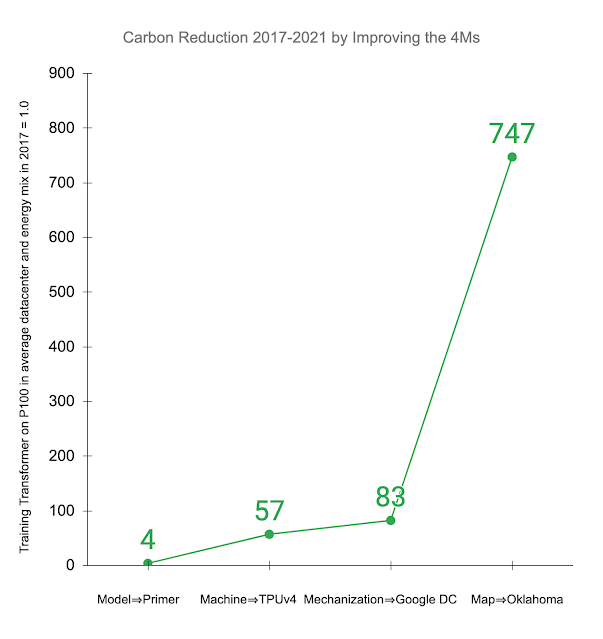 Carbon Reduction 2017-2021 by Improving the 4Ms
Training Transformer on P100 in average datacenter and energy mix in 2017 = 1.0
900
800
700
600
500
400
300
200
100
0
4
57
83
747
Model⇒Primer
Machine⇒TPUv4
Mechanization⇒Google DC
Map⇒Oklahoma